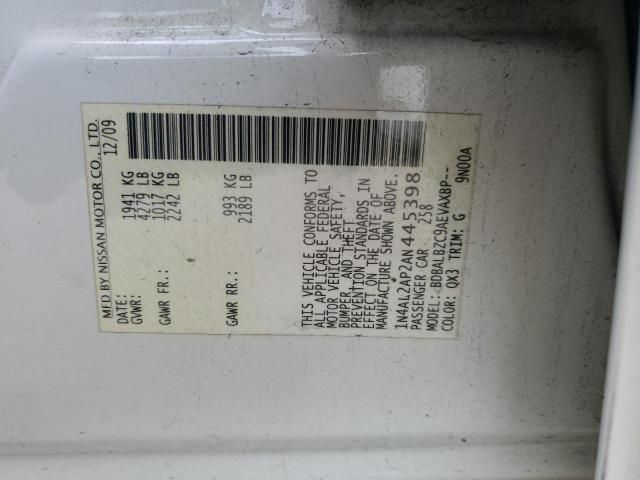 MFD BY NISSAN MOTOR CO., LTD.
DATE: 12/09
GVWR: 1941 KG
4279 LB
GAWR FR.: 1017 KG
2242 LB
GAWR RR.: 993 KG
2189 LB
THIS VEHICLE CONFORMS TO
ALL APPLICABLE FEDERAL
MOTOR VEHICLE SAFETY,
BUMPER, AND THEFT
PREVENTION STANDARDS IN
EFFECT ON THE DATE OF
MANUFACTURE SHOWN ABOVE.
1N4AL2AP2AN445398
PASSENGER CAR 258
MODEL: BDBALBZC9AEVAXBP--
COLOR: QX3 TRIM: G 9N00A